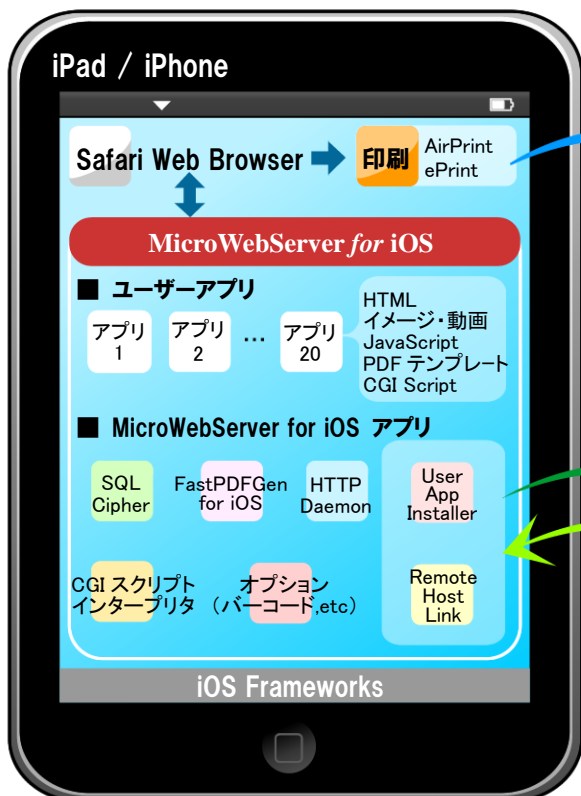 iPad / iPhone
Safari Web Browser
印刷
AirPrint
ePrint
MicroWebServer for iOS
■ ユーザーアプリ
アプリ
1
アプリ
2
…
アプリ
20
HTML
イメージ・動画
JavaScript
PDF テンプレート
CGI Script
■ MicroWebServer for iOS アプリ
SQL
Cipher
FastPDFGen
for iOS
HTTP
Daemon
User
App
Installer
CGI スクリプト
インタープリタ
オプション
(バーコード,etc)
Remote
Host
Link
iOS Frameworks